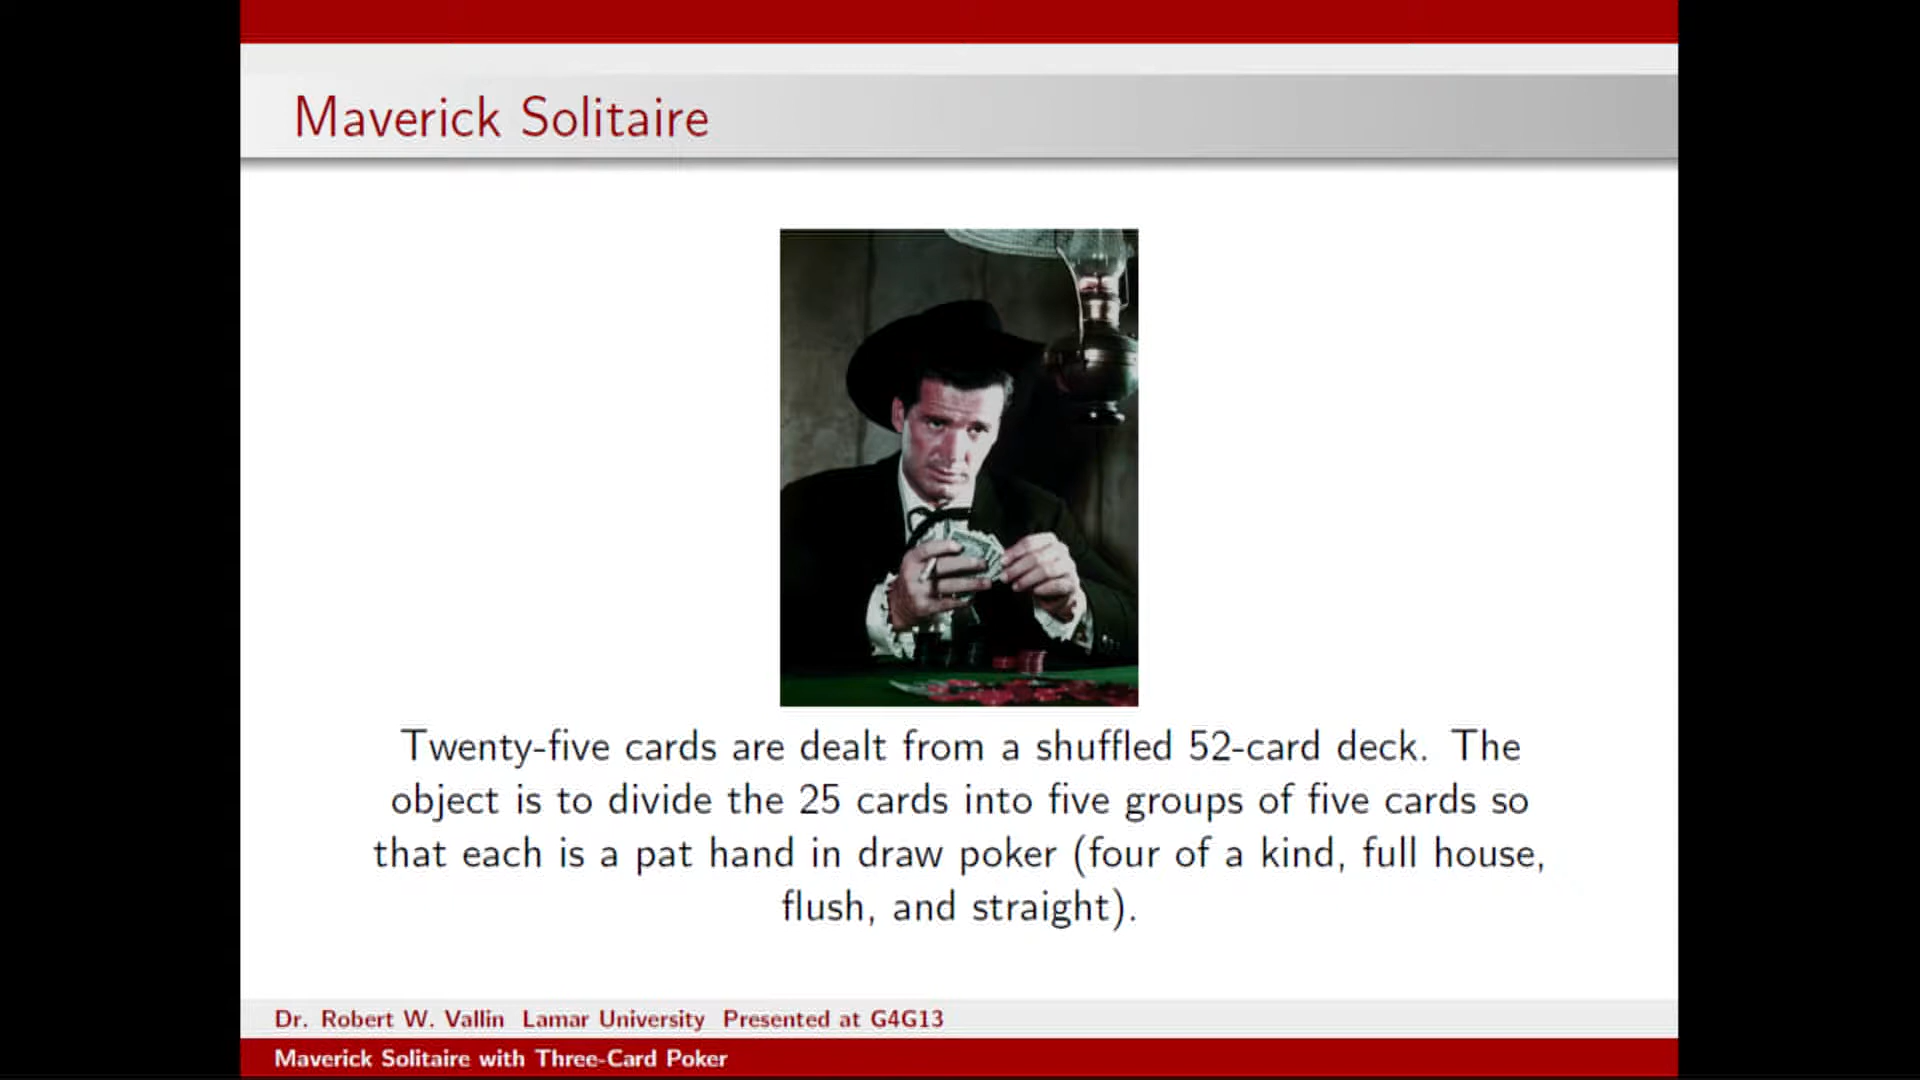 Maverick Solitaire
Twenty-five cards are dealt from a shuffled 52-card deck. The
object is to divide the 25 cards into five groups of five cards so
that each is a pat hand in draw poker (four of a kind, full house,
flush, and straight).
Dr. Robert W. Vallin Lamar University Presented at G4G13
Maverick Solitaire with Three-Card Poker